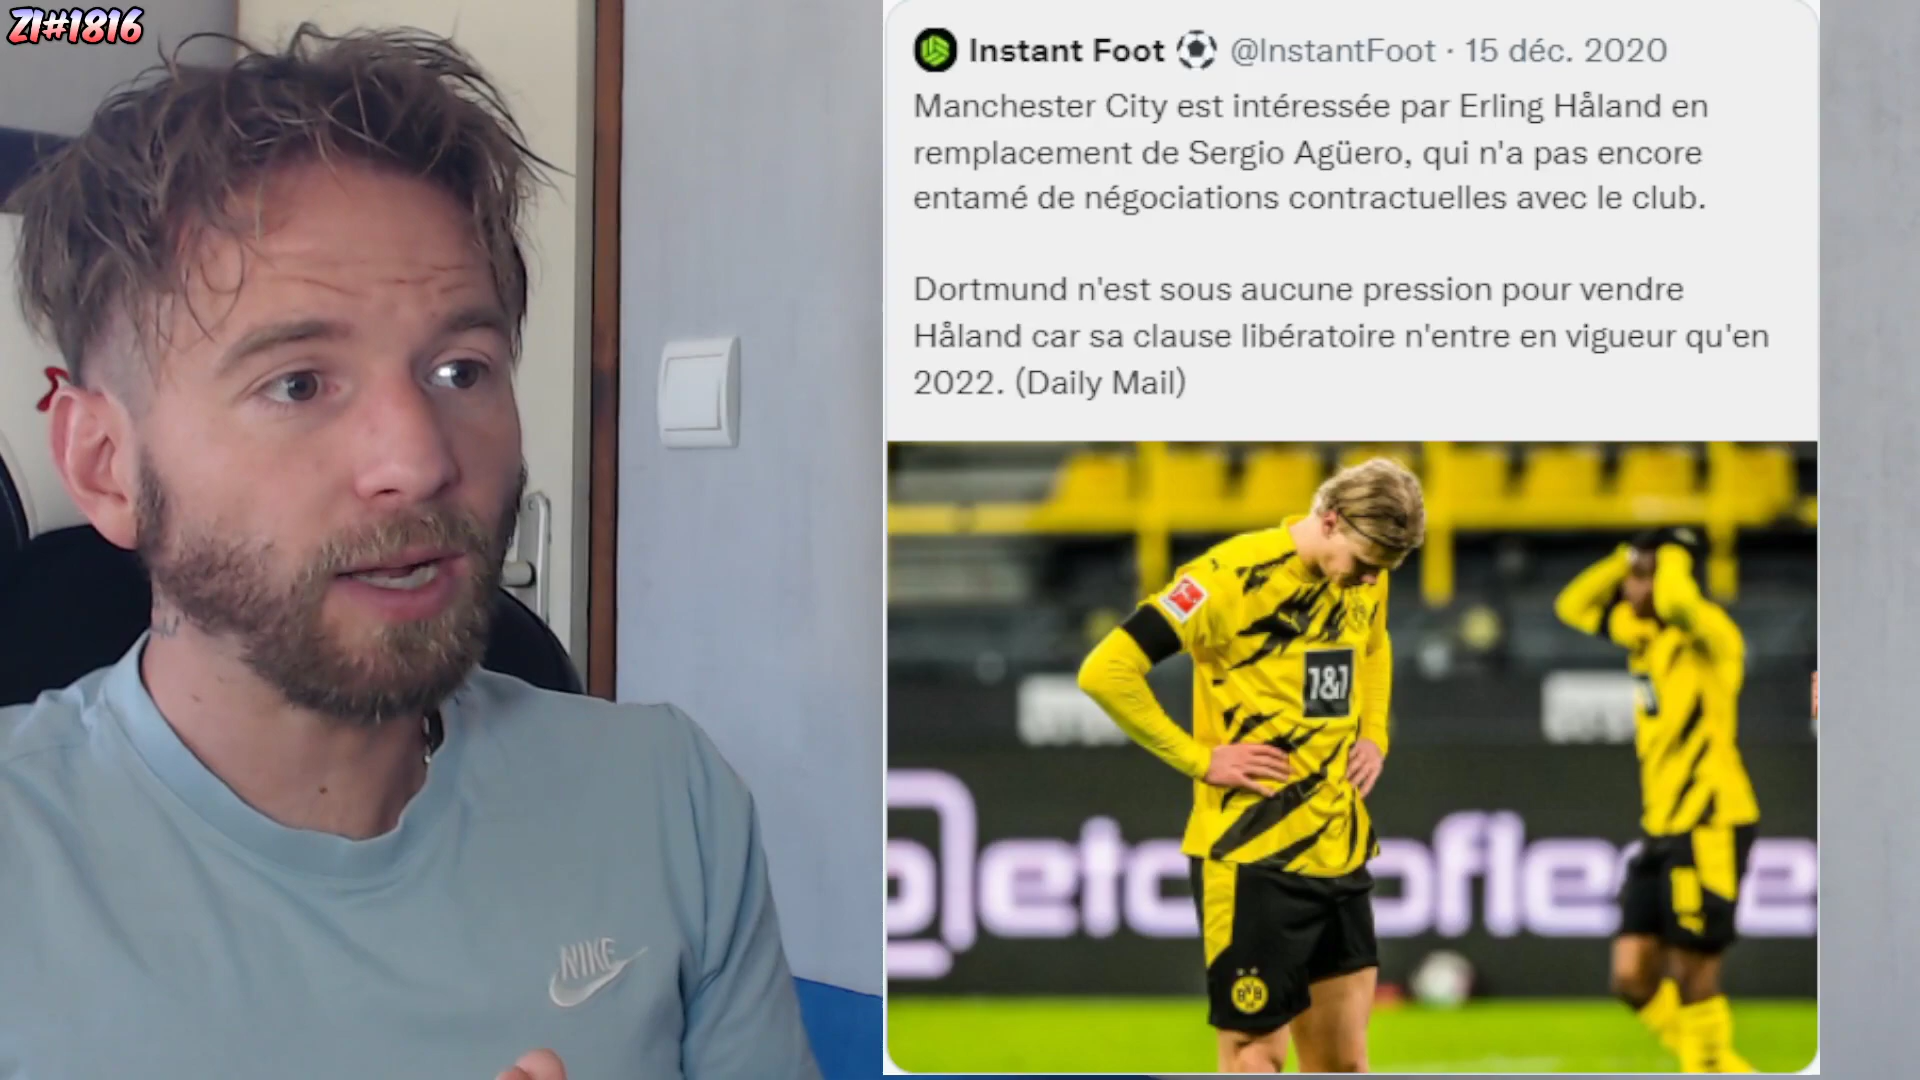 ZI#1816
Instant Foot @InstantFoot · 15 déc. 2020
Manchester City est intéressée par Erling Håland en
remplacement de Sergio Agüero, qui n'a pas encore
entamé de négociations contractuelles avec le club.
Dortmund n'est sous aucune pression pour vendre
Håland car sa clause libératoire n'entre en vigueur qu'en
2022. (Daily Mail)
1&1
BVB
NIKE